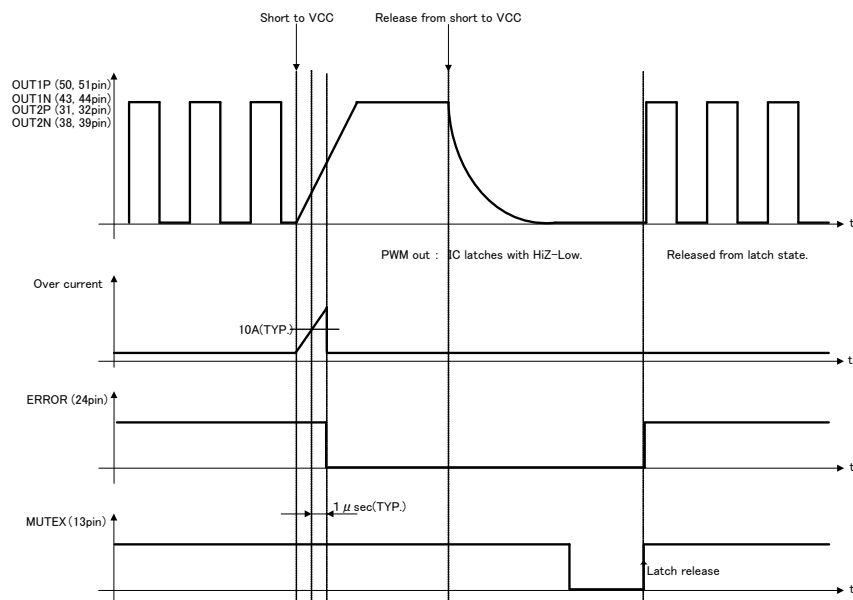 Short to VCC
Release from short to VCC
OUT1P (50, 51pin)
OUT1N (43, 44pin)
OUT2P (31, 32pin)
OUT2N (38, 39pin)
t
PWM out : IC latches with HiZ-Low.
Released from latch state.
Over current
10A(TYP.)
t
ERROR (24pin)
t
1 μ sec(TYP.)
MUTEX (13pin)
Latch release
t